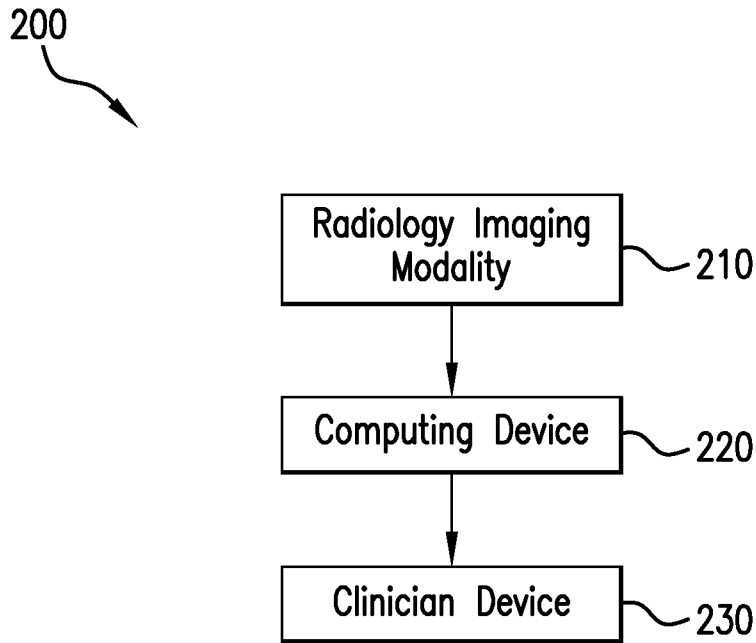 200
Radiology Imaging
Modality
210
Computing Device
220
Clinician Device
230